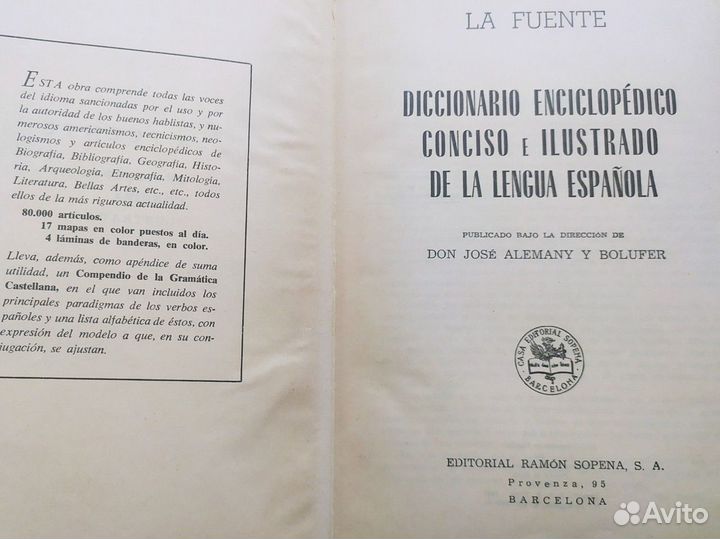 ESTA obra comprende todas las voces
del idioma sancionadas por el uso y por
la autoridad de los buenos hablistas, y nu-
merosos americanismos, tecnicismos, neo-
logismos y artículos enciclopédicos de
Biografía, Bibliografía, Geografía, Histo-
ria, Arqueología, Etnografía, Mitología,
Literatura, Bellas Artes, etc., etc., todos
ellos de la más rigurosa actualidad.
80.000 artículos.
17 mapas en color puestos al día.
4 láminas de banderas, en color.
Lleva, además, como apéndice de suma
utilidad, un Compendio de la Gramática
Castellana, en el que van incluidos los
principales paradigmas de los verbos es-
pañoles y una lista alfabética de éstos, con
expresión del modelo a que, en su con-
jugación, se ajustan.
LA FUENTE
DICCIONARIO ENCICLOPÉDICO
CONCISO E ILUSTRADO
DE LA LENGUA ESPAÑOLA
PUBLICADO BAJO LA DIRECCIÓN DE
DON JOSÉ ALEMANY Y BOLUFER
CASA EDITORIAL SOPENA
BARCELONA
EDITORIAL RAMÓN SOPENA, S. A.
Provenza, 95
BARCELONA
Avito